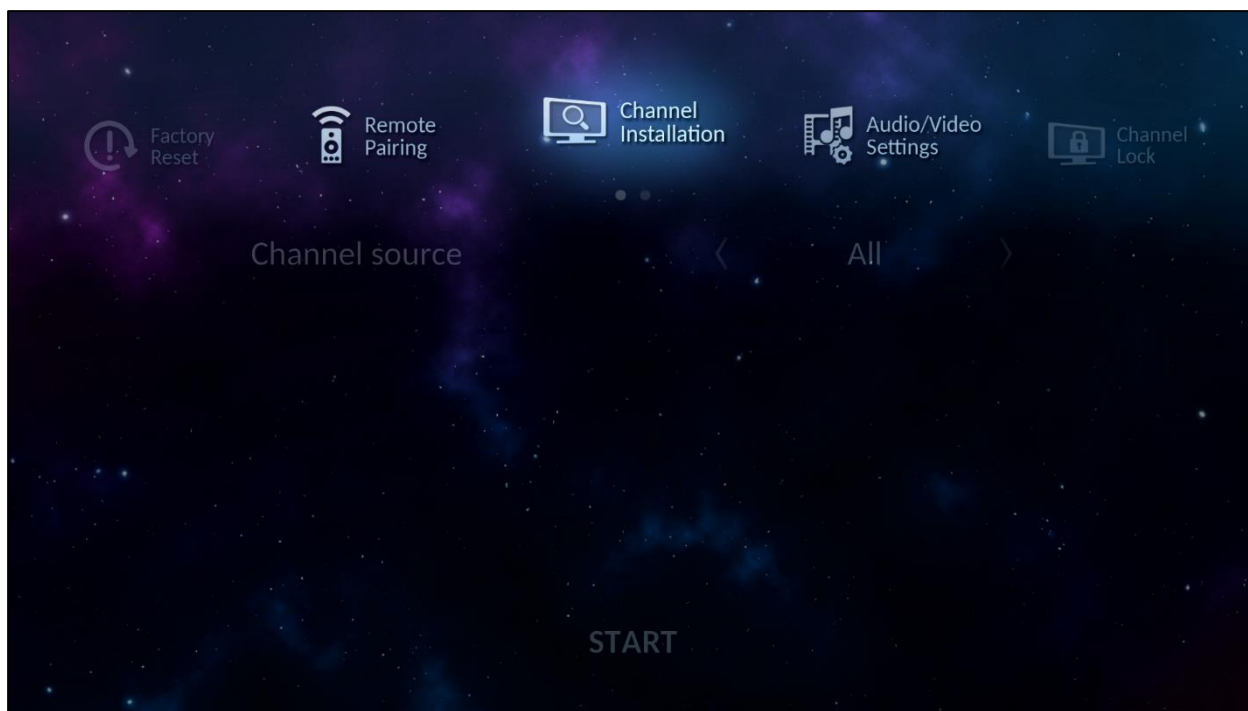 Factory
Reset
Remote
Pairing
Channel
Installation
Audio/Video
Settings
Channel
Lock
Channel source
All
START